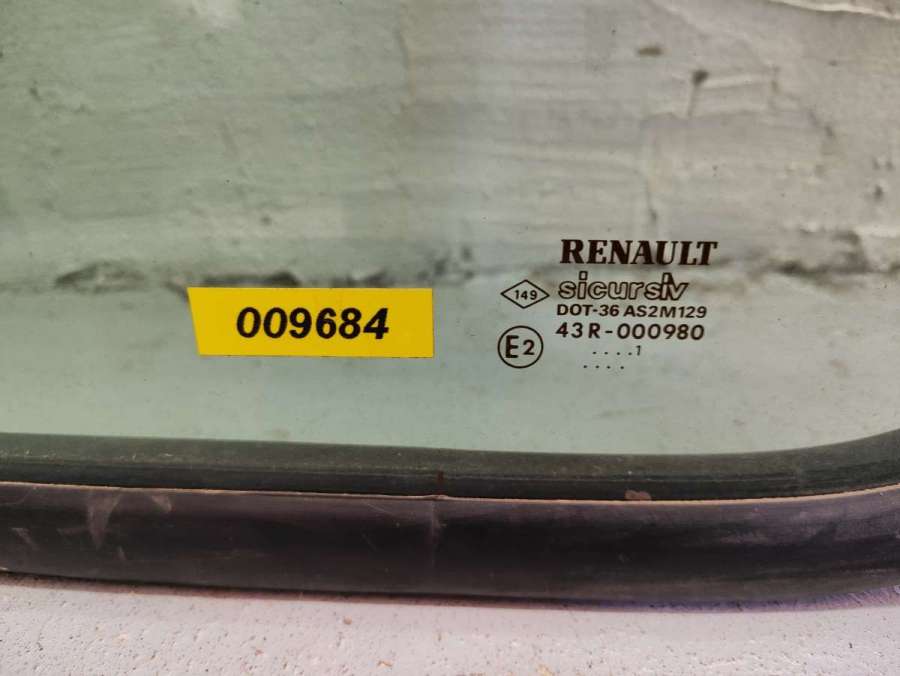 009684
RENAULT
149 sicursiv
DOT-36 AS2M129
E2 43R-000980
....1
....